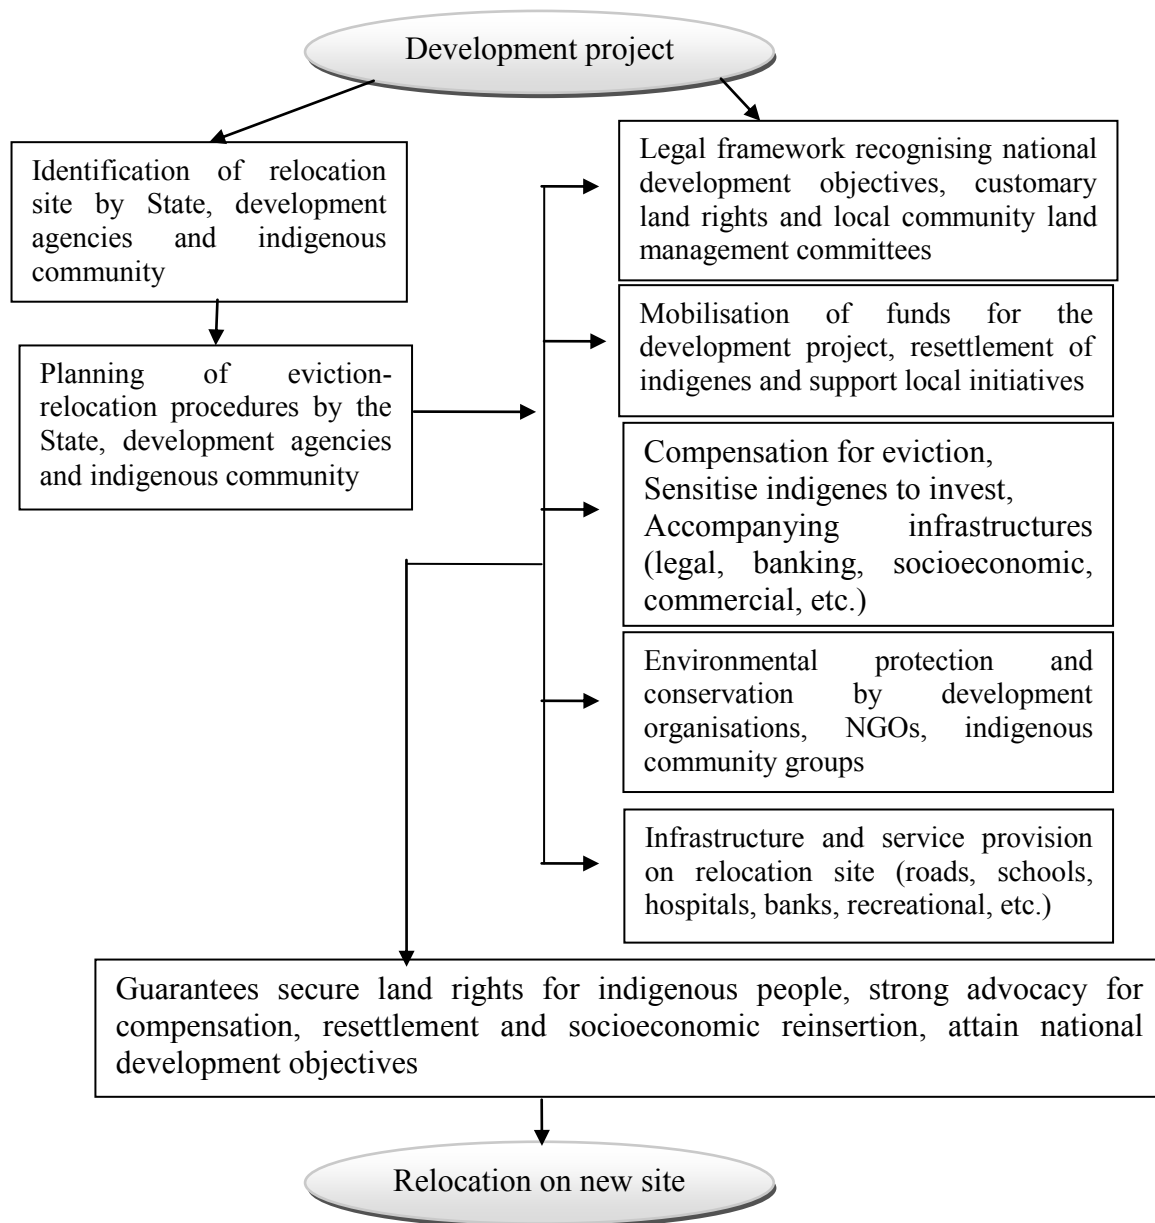 Development project
Identification of relocation
site by State, development
agencies and indigenous
community
Planning of eviction-
relocation procedures by the
State, development agencies
and indigenous community
Legal framework recognising national
development objectives, customary
land rights and local community land
management committees
Mobilisation of funds for the
development project, resettlement of
indigenes and support local initiatives
Compensation for eviction,
Sensitise indigenes to invest,
Accompanying infrastructures
(legal, banking, socioeconomic,
commercial, etc.)
Environmental protection and
conservation by development
organisations, NGOs, indigenous
community groups
Infrastructure and service provision
on relocation site (roads, schools,
hospitals, banks, recreational, etc.)
Guarantees secure land rights for indigenous people, strong advocacy for
compensation, resettlement and socioeconomic reinsertion, attain national
development objectives
Relocation on new site